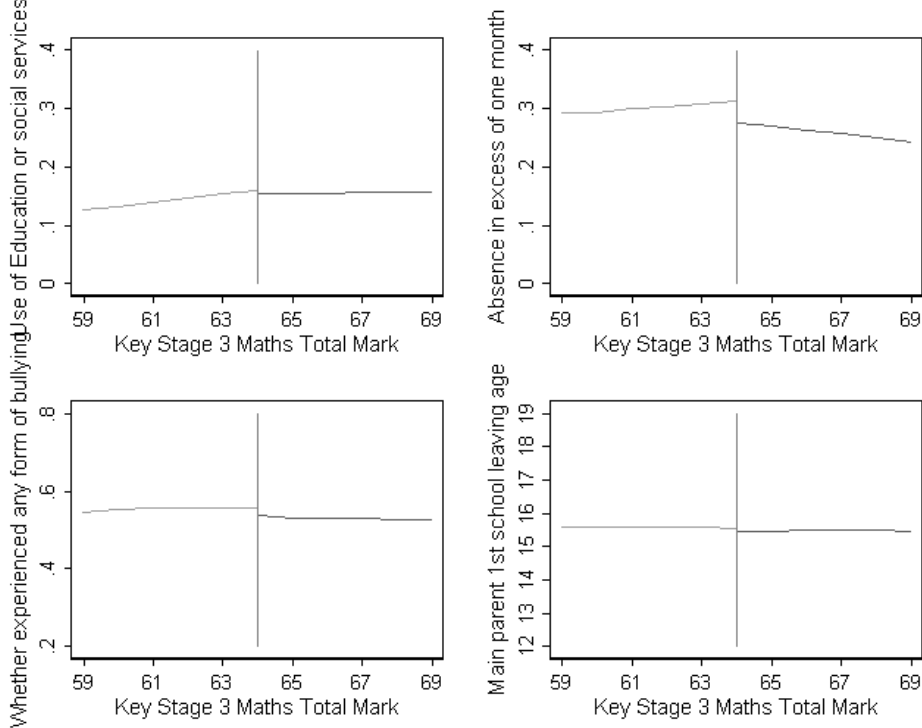 Use of Education or social services
.4
.3
.2
.1
0
59 61 63 65 67 69
Key Stage 3 Maths Total Mark
Absence in excess of one month
.4
.3
.2
.1
0
59 61 63 65 67 69
Key Stage 3 Maths Total Mark
Whether experienced any form of bullying
.8
.6
.4
.2
59 61 63 65 67 69
Key Stage 3 Maths Total Mark
Main parent 1st school leaving age
19
18
17
16
15
14
13
12
59 61 63 65 67 69
Key Stage 3 Maths Total Mark